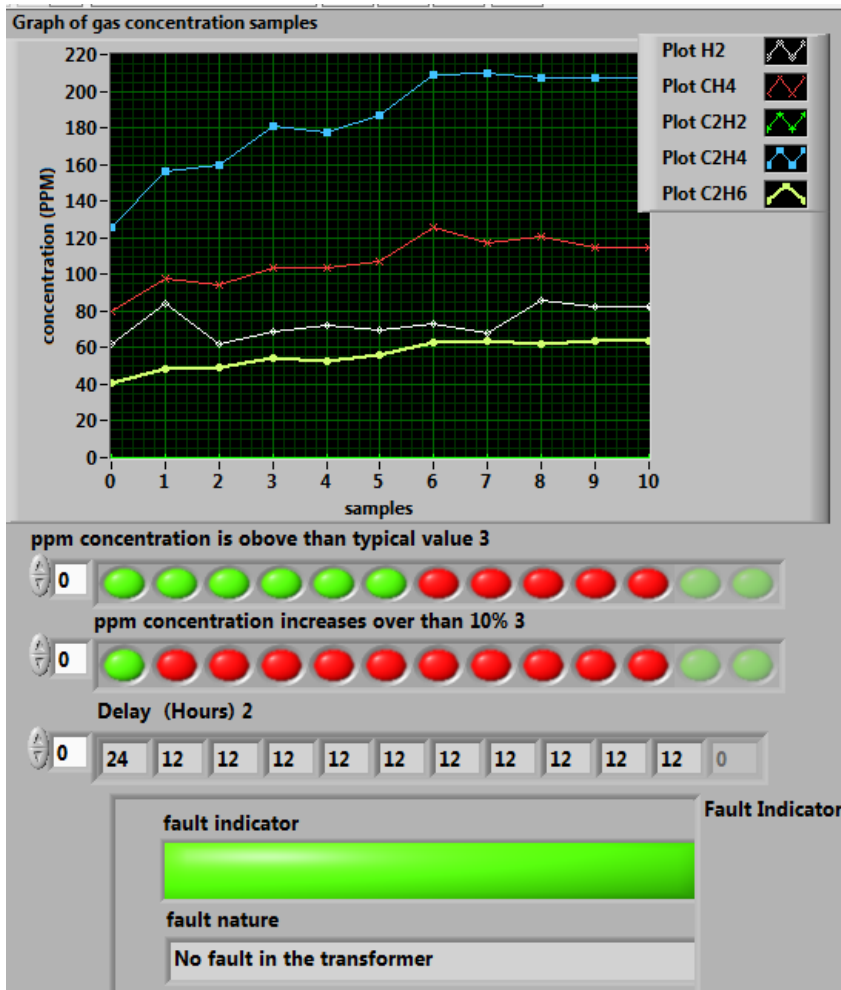 Graph of gas concentration samples
Plot H2
Plot CH4
Plot C2H2
Plot C2H4
Plot C2H6
concentration (PPM)
220
200
180
160
140
120
100
80
60
40
20
0
0 1 2 3 4 5 6 7 8 9 10
samples
ppm concentration is obove than typical value 3
0
ppm concentration increases over than 10% 3
0
Delay (Hours) 2
0 24 12 12 12 12 12 12 12 12 12 12 0
Fault Indicator
fault indicator
fault nature
No fault in the transformer